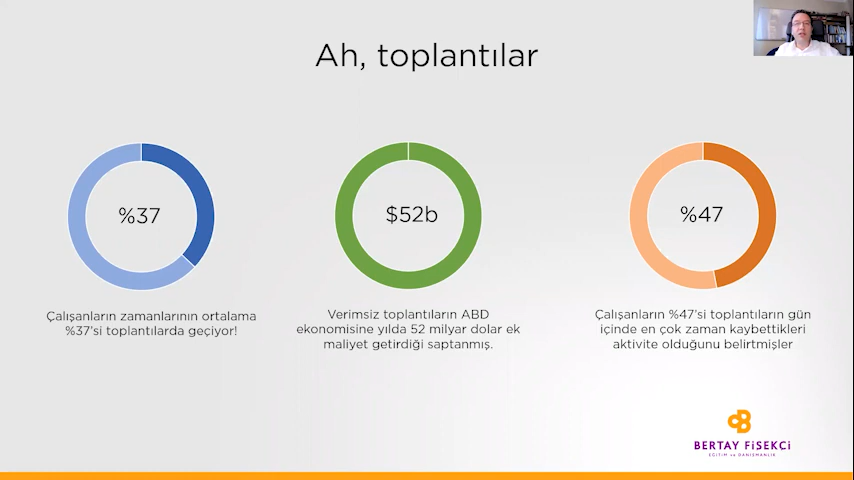 Ah, toplantılar
%37
$52b
%47
Çalışanların zamanlarının ortalama
%37'si toplantılarda geçiyor!
Verimsiz toplantıların ABD
ekonomisine yılda 52 milyar dolar ek
maliyet getirdiği saptanmış.
Çalışanların %47'si toplantıların gün
içinde en çok zaman kaybettikleri
aktivite olduğunu belirtmişler
BERTAY FiSEKÇi
EĞİTİM ve DANIŞMANLIK